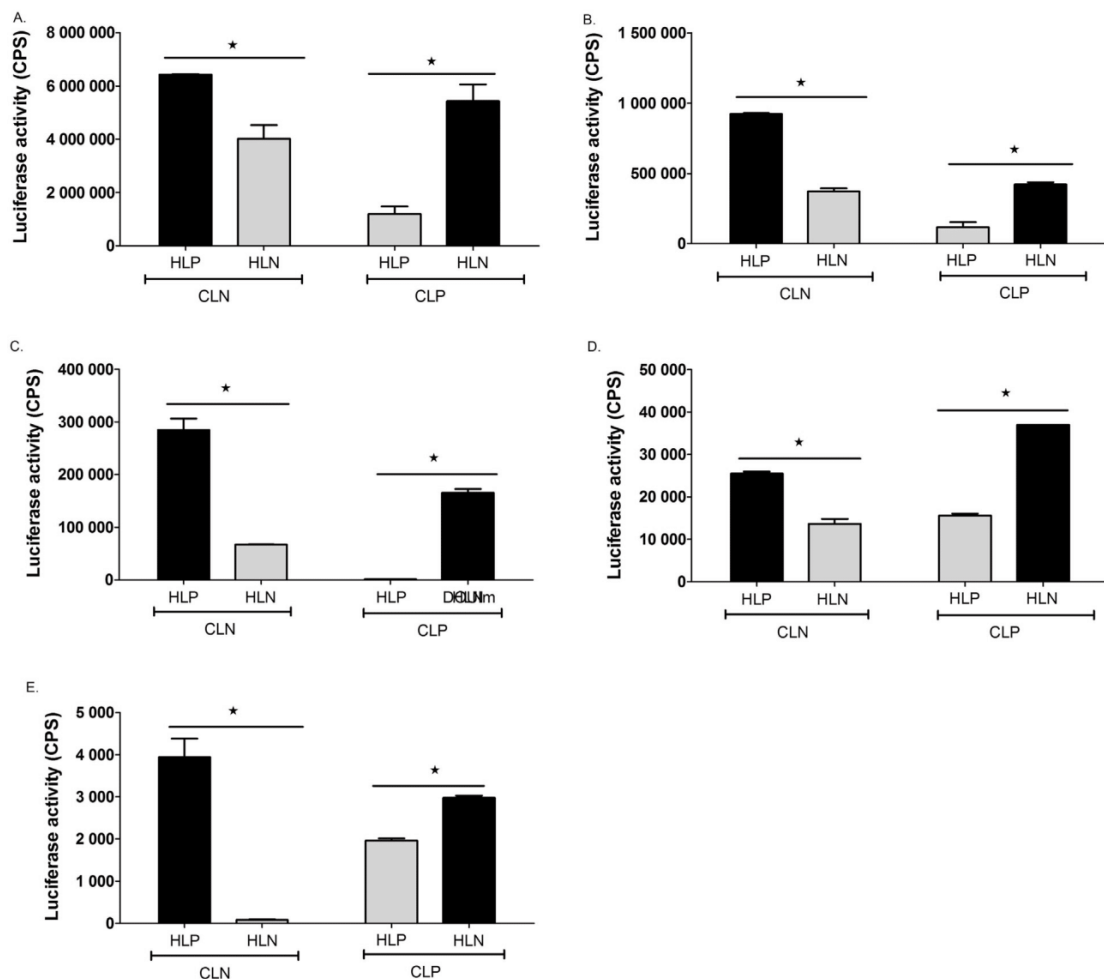 A.
Luciferase activity (CPS)
8 000 000
6 000 000
4 000 000
2 000 000
0
★
★
HLP HLN HLP HLN
CLN CLP
B.
Luciferase activity (CPS)
1 500 000
1 000 000
500 000
0
★
★
HLP HLN HLP HLN
CLN CLP
C.
Luciferase activity (CPS)
400 000
300 000
200 000
100 000
0
★
★
HLP HLN HLP
CLN CLP
D.
Luciferase activity (CPS)
50 000
40 000
30 000
20 000
10 000
0
★
★
HLP HLN HLP HLN
CLN CLP
E.
Luciferase activity (CPS)
5 000
4 000
3 000
2 000
1 000
0
★
★
HLP HLN HLP HLN
CLN CLP